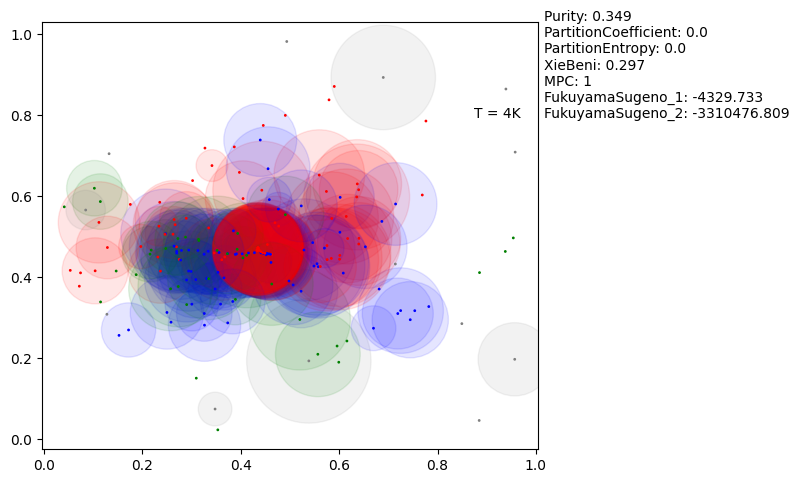 Purity: 0.349
PartitionCoefficient: 0.0
PartitionEntropy: 0.0
XieBeni: 0.297
MPC: 1
FukuyamaSugeno_1: -4329.733
FukuyamaSugeno_2: -3310476.809
T = 4K
1.0
0.8
0.6
0.4
0.2
0.0
0.0 0.2 0.4 0.6 0.8 1.0